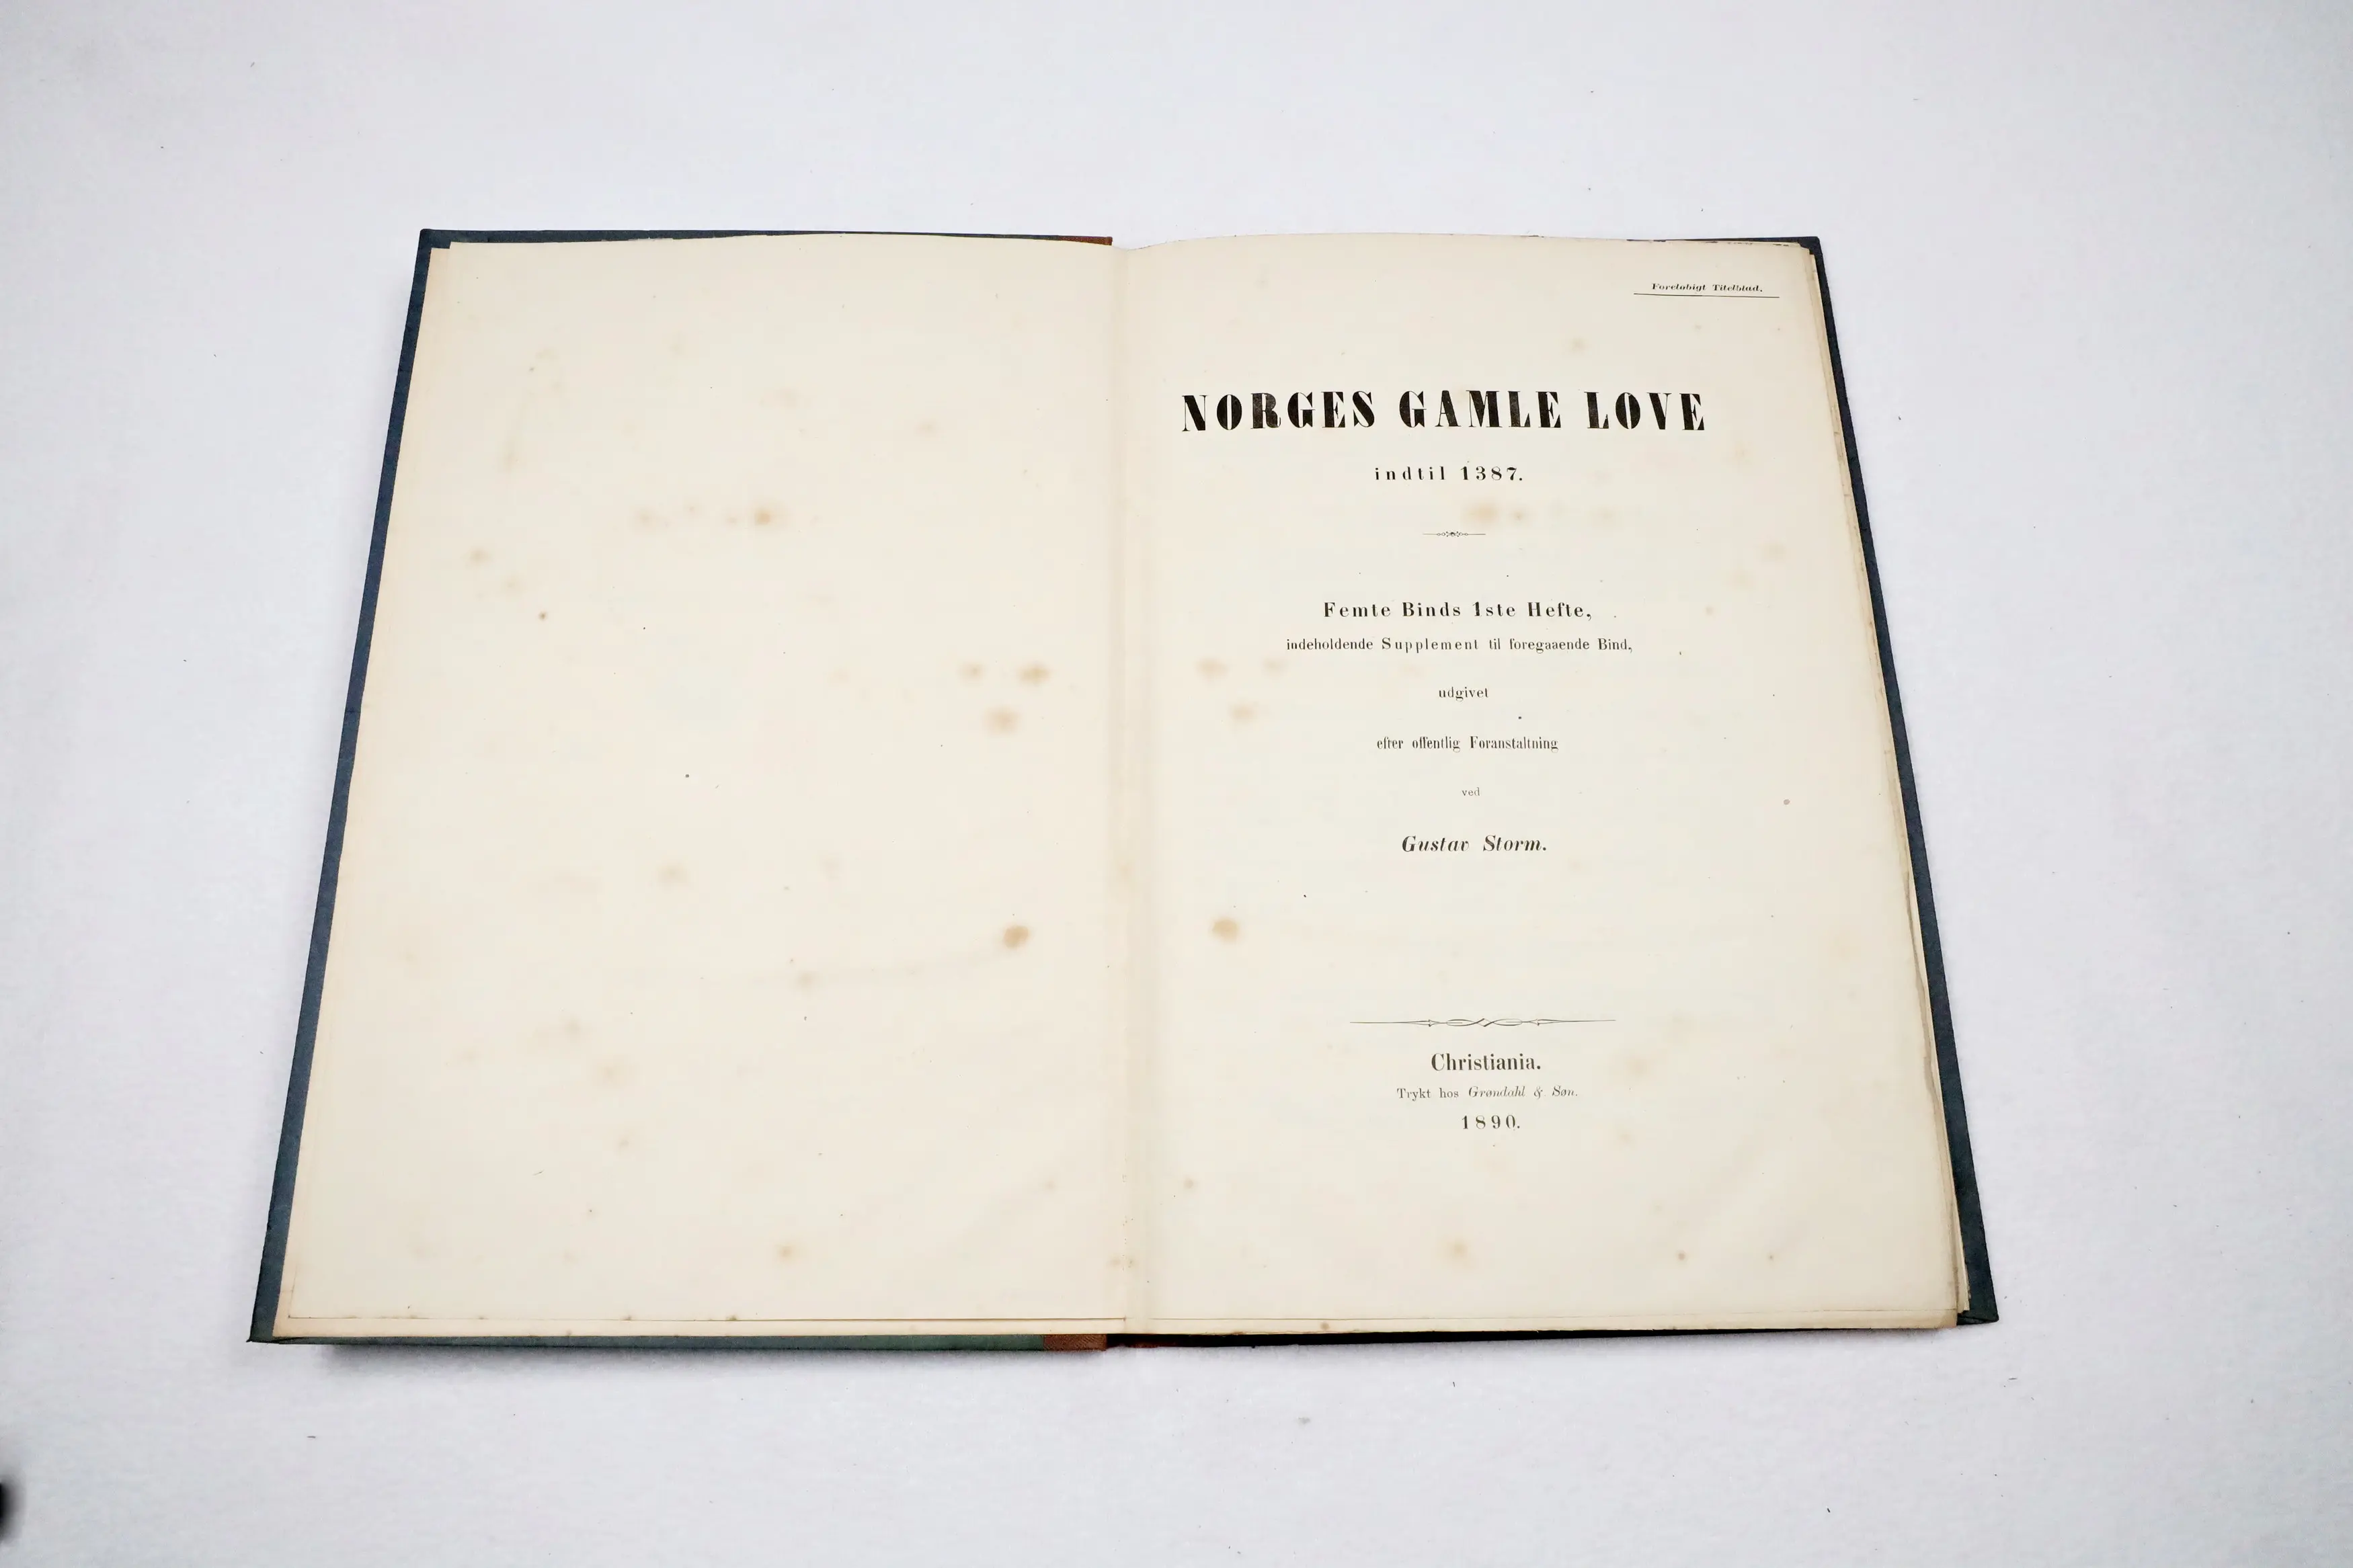 Foreløbigt Titelblad.
NORGES GAMLE LOVE
indtil 1387.
Femte Binds 1ste Hefte,
indeholdende Supplement til foregaaende Bind,
udgivet
efter offentlig Foranstaltning
ved
Gustav Storm.
Christiania.
Trykt hos Grøndahl & Søn.
1890.